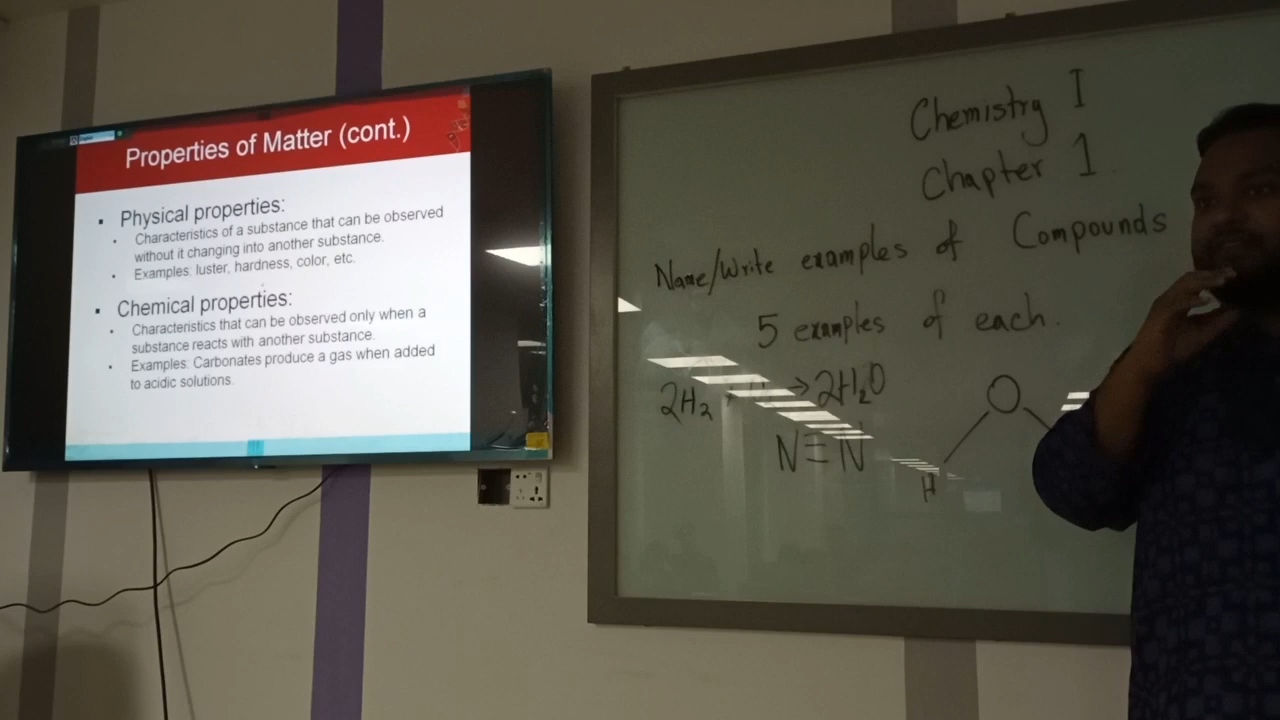 Properties of Matter (cont.)
▪ Physical properties:
• Characteristics of a substance that can be observed
without it changing into another substance.
• Examples: luster, hardness, color, etc.
▪ Chemical properties:
• Characteristics that can be observed only when a
substance reacts with another substance.
• Examples: Carbonates produce a gas when added
to acidic solutions.
Chemistry I
Chapter 1
Name/Write examples of Compounds
5 examples of each.
2H₂ + → 2H₂O
N≡N
O
H